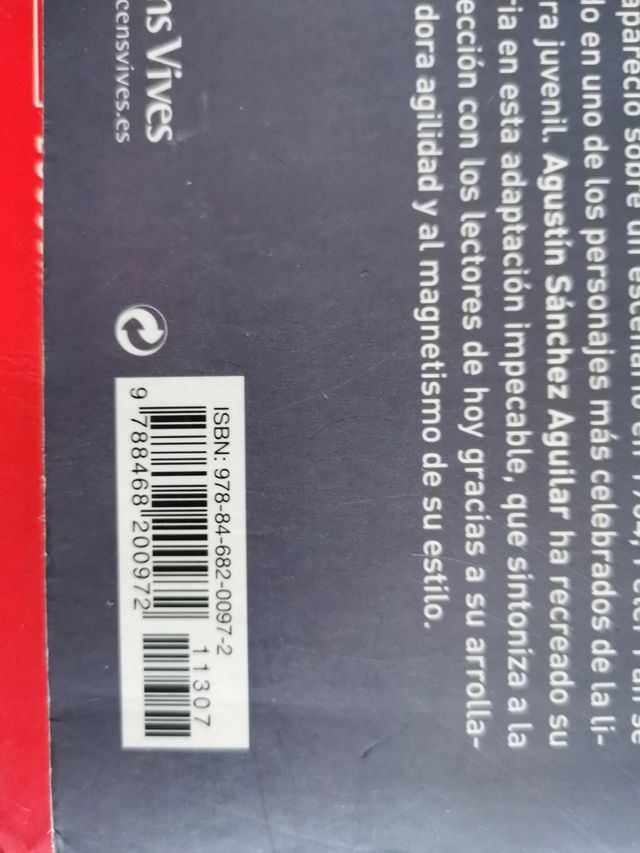 apareció sobre un escenario en 1904, Peter Pan se
do en uno de los personajes más celebrados de la li-
ra juvenil. Agustín Sánchez Aguilar ha recreado su
ria en esta adaptación impecable, que sintoniza a la
ección con los lectores de hoy gracias a su arrolla-
dora agilidad y al magnetismo de su estilo.
ns Vives
censvives.es
ISBN: 978-84-682-0097-2
11307
9 788468 200972